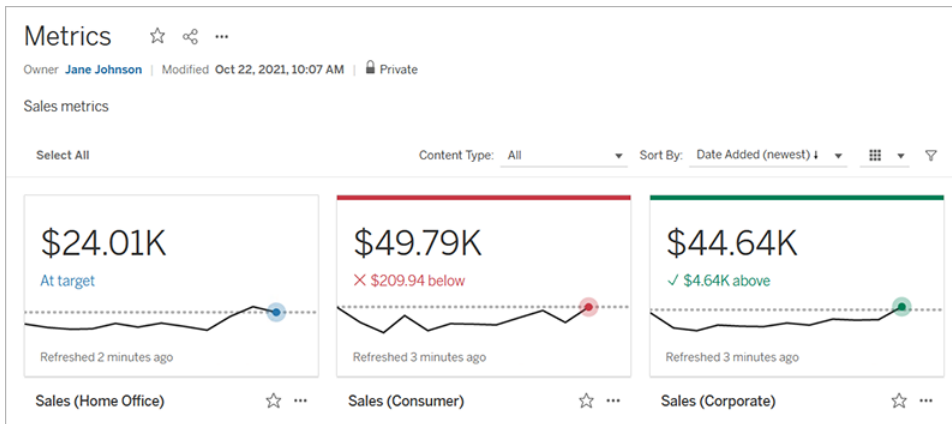 Metrics
Owner Jane Johnson | Modified Oct 22, 2021, 10:07 AM | Private
Sales metrics
Select All Content Type: All Sort By: Date Added (newest) ↓
$24.01K
At target
Refreshed 2 minutes ago
Sales (Home Office)
$49.79K
$209.94 below
Refreshed 3 minutes ago
Sales (Consumer)
$44.64K
$4.64K above
Refreshed 3 minutes ago
Sales (Corporate)